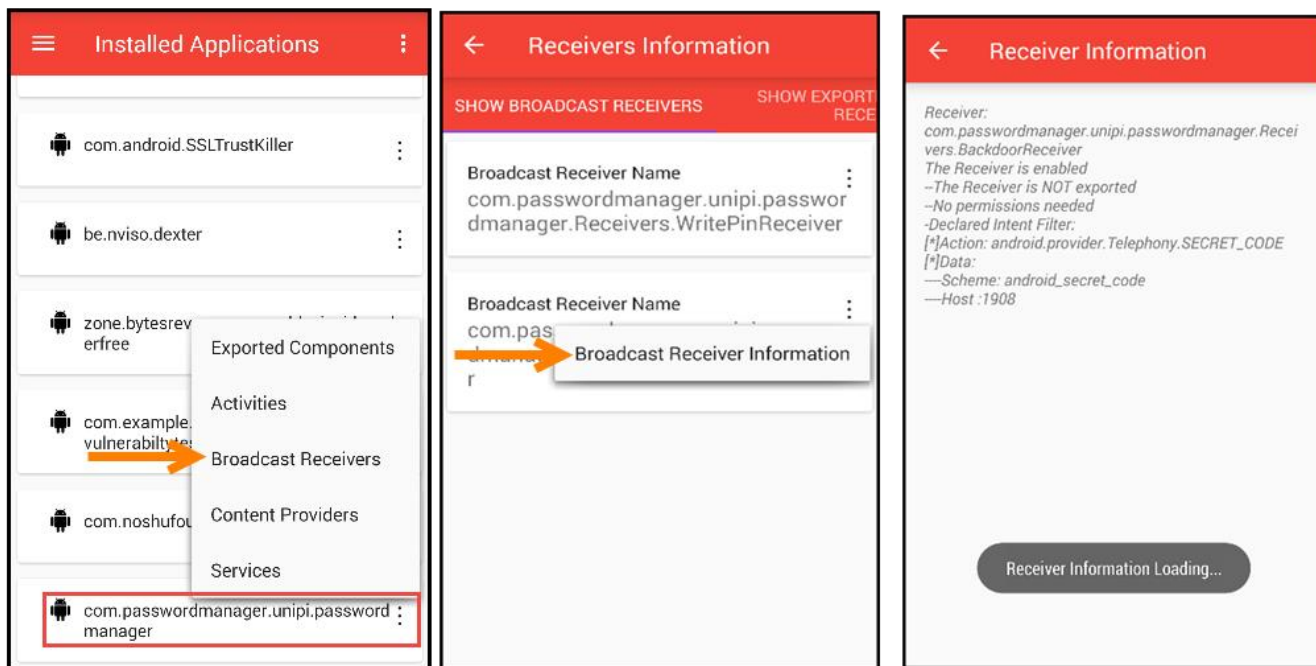 Installed Applications
com.android.SSLTrustKiller
be.nviso.dexter
zone.bytesrev
erfree
com.example.
vulnerabiltyte
com.noshufou
Exported Components
Activities
Broadcast Receivers
Content Providers
Services
com.passwordmanager.unipi.password
manager
Receivers Information
SHOW BROADCAST RECEIVERS
SHOW EXPORT
RECE
Broadcast Receiver Name
com.passwordmanager.unipi.passwor
dmanager.Receivers.WritePinReceiver
Broadcast Receiver Name
com.pas
r
Broadcast Receiver Information
Receiver Information
Receiver:
com.passwordmanager.unipi.passwordmanager.Recei
vers.BackdoorReceiver
The Receiver is enabled
--The Receiver is NOT exported
--No permissions needed
-Declared Intent Filter:
[*]Action: android.provider.Telephony.SECRET_CODE
[*]Data:
----Scheme: android_secret_code
----Host :1908
Receiver Information Loading...